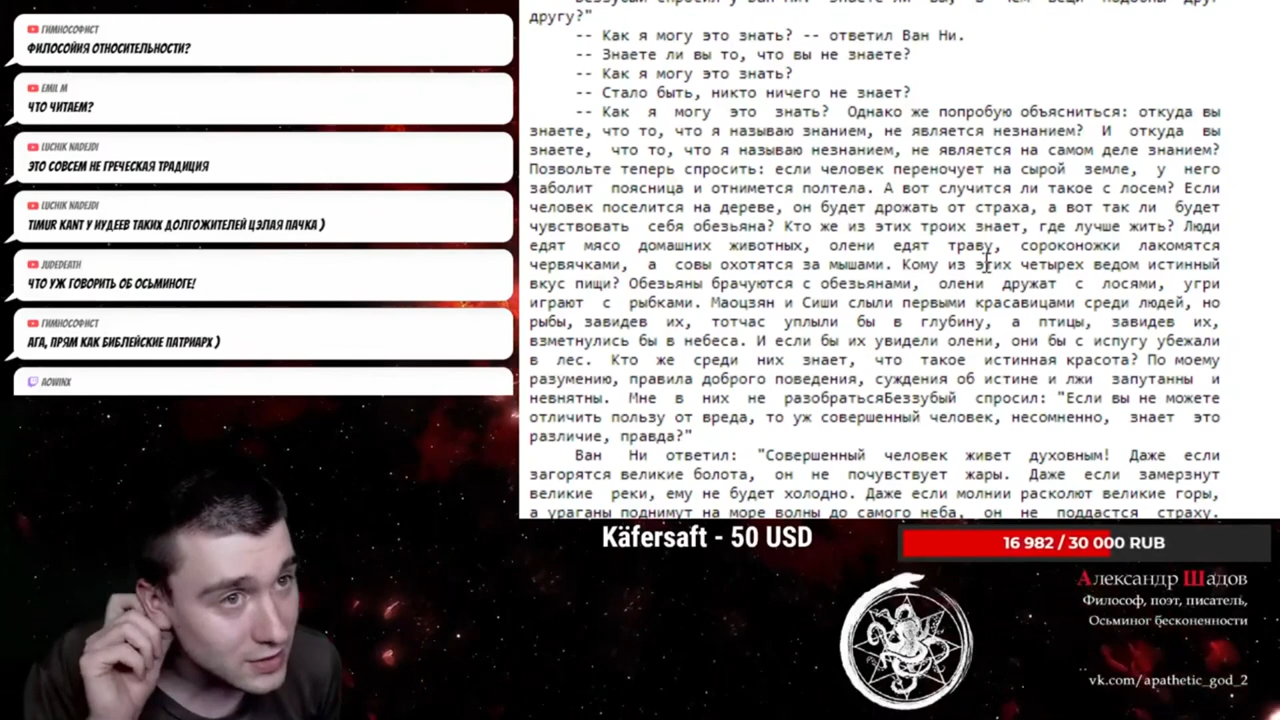 ГИМНОСОФИСТ
ФИЛОСОЙИЯ ОТНОСИТЕЛЬНОСТИ?
EMIL M
ЧТО ЧИТАЕМ?
LUCHIK NADEJDI
ЭТО СОВСЕМ НЕ ГРЕЧЕСКАЯ ТРАДИЦИЯ
LUCHIK NADEJDI
TIMUR KANT У ИУДЕЕВ ТАКИХ ДОЛГОЖИТЕЛЕЙ ЦЭЛАЯ ПАЧКА )
JUDEDEATH
ЧТО УЖ ГОВОРИТЬ ОБ ОСЬМИНОГЕ!
ГИМНОСОФИСТ
АГА, ПРЯМ КАК БИБЛЕЙСКИЕ ПАТРИАРХ )
AOWINX
другу?"
-- Как я могу это знать? -- ответил Ван Ни.
-- Знаете ли вы то, что вы не знаете?
-- Как я могу это знать?
-- Стало быть, никто ничего не знает?
-- Как я могу это знать? Однако же попробую объясниться: откуда вы
знаете, что то, что я называю знанием, не является незнанием? И откуда вы
знаете, что то, что я называю незнанием, не является на самом деле знанием?
Позвольте теперь спросить: если человек переночует на сырой земле, у него
заболит поясница и отнимется полтела. А вот случится ли такое с лосем? Если
человек поселится на дереве, он будет дрожать от страха, а вот так ли будет
чувствовать себя обезьяна? Кто же из этих троих знает, где лучше жить? Люди
едят мясо домашних животных, олени едят траву, сороконожки лакомятся
червячками, а совы охотятся за мышами. Кому из этих четырех ведом истинный
вкус пищи? Обезьяны брачуются с обезьянами, олени дружат с лосями, угри
играют с рыбками. Маоцзян и Сиши слыли первыми красавицами среди людей, но
рыбы, завидев их, тотчас уплыли бы в глубину, а птицы, завидев их,
взметнулись бы в небеса. И если бы их увидели олени, они бы с испугу убежали
в лес. Кто же среди них знает, что такое истинная красота? По моему
разумению, правила доброго поведения, суждения об истине и лжи запутанны и
невнятны. Мне в них не разобратьсяБеззубый спросил: "Если вы не можете
отличить пользу от вреда, то уж совершенный человек, несомненно, знает это
различие, правда?"
Ван Ни ответил: "Совершенный человек живет духовным! Даже если
загорятся великие болота, он не почувствует жары. Даже если замерзнут
великие реки, ему не будет холодно. Даже если молнии расколют великие горы,
а ураганы поднимут на море волны до самого неба, он не поддастся страху.
Käfersaft - 50 USD
16 982 / 30 000 RUB
Александр Шадов
Философ, поэт, писатель,
Осьминог бесконечности
vk.com/apathetic_god_2